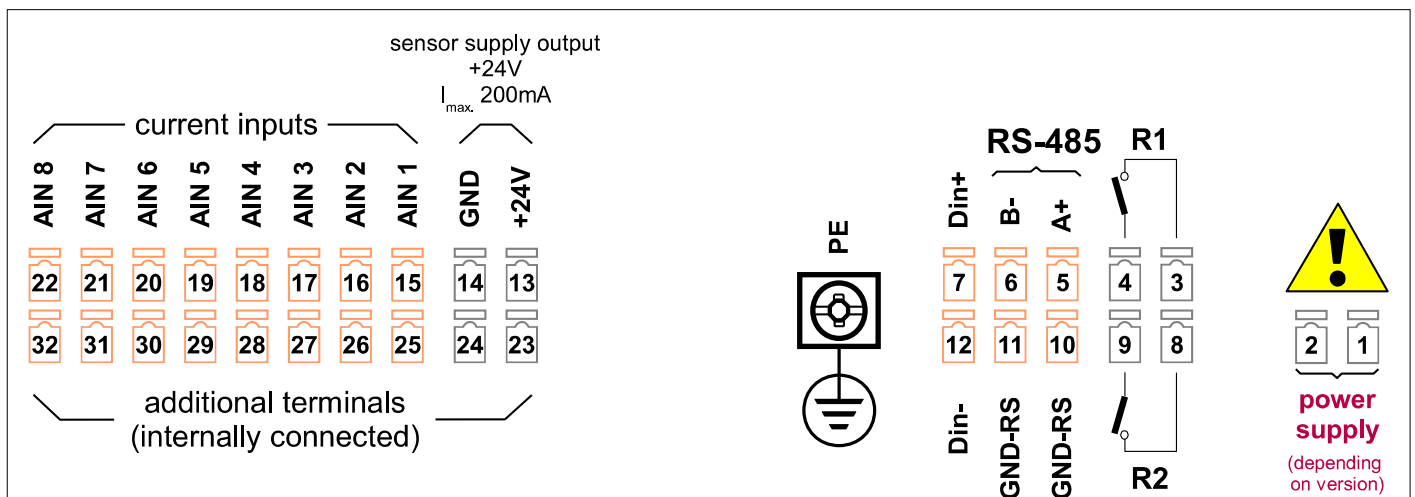 sensor supply output
+24V
Imax. 200mA
current inputs
AIN 8
AIN 7
AIN 6
AIN 5
AIN 4
AIN 3
AIN 2
AIN 1
GND
+24V
22 21 20 19 18 17 16 15 14 13
32 31 30 29 28 27 26 25 24 23
additional terminals
(internally connected)
PE
RS-485
R1
Din+
B-
A+
7 6 5 4 3
12 11 10 9 8
Din-
GND-RS
GND-RS
R2
!
2 1
power
supply
(depending
on version)